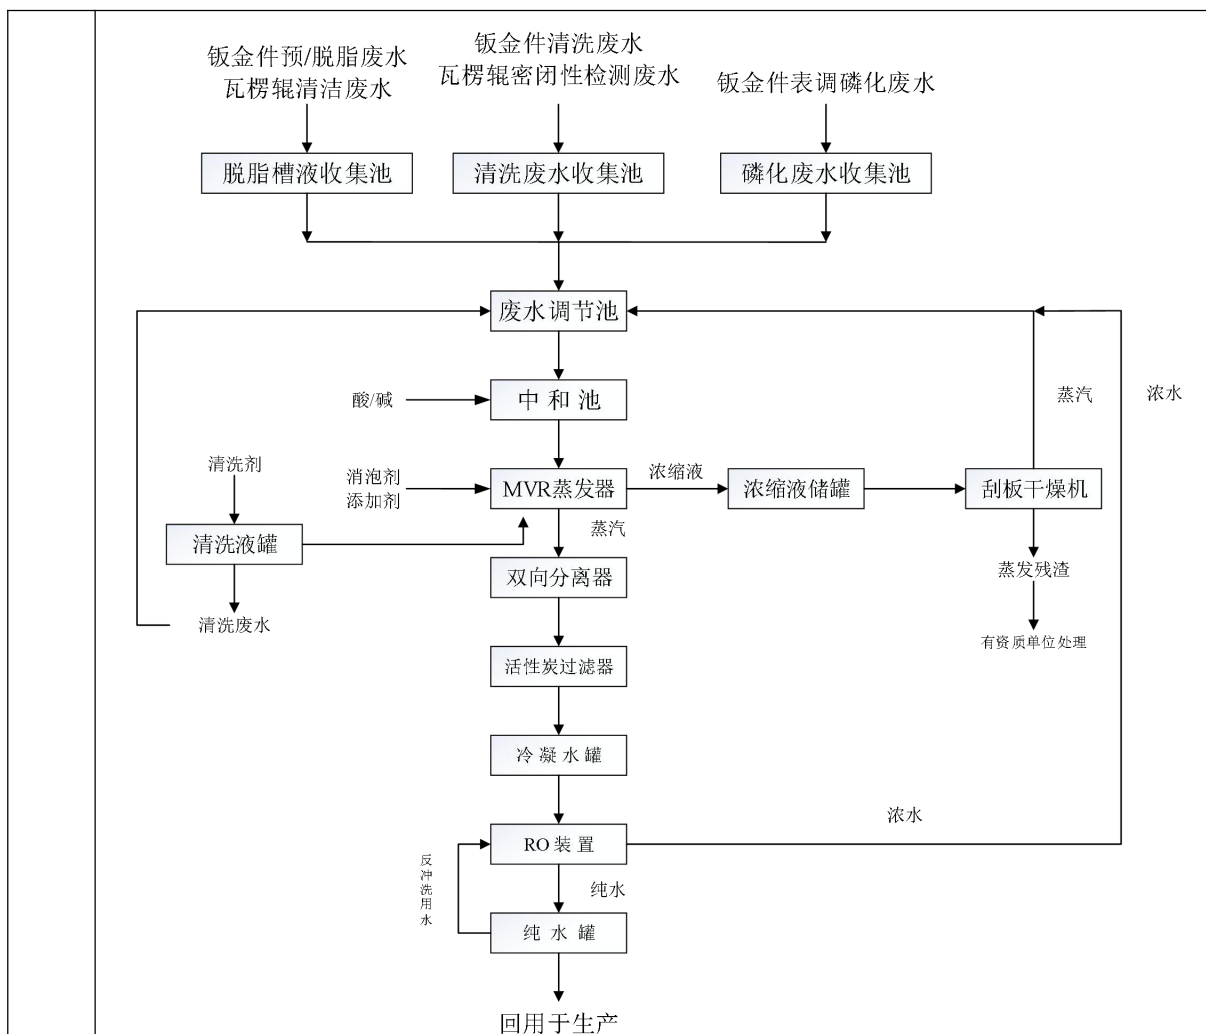 钣金件预/脱脂废水
瓦楞辊清洁废水
钣金件清洗废水
瓦楞辊密闭性检测废水
钣金件表调磷化废水
脱脂槽液收集池
清洗废水收集池
磷化废水收集池
废水调节池
酸/碱
中和池
蒸汽
浓水
清洗剂
消泡剂
添加剂
MVR蒸发器
浓缩液
浓缩液储罐
刮板干燥机
清洗液罐
蒸汽
双向分离器
蒸发残渣
清洗废水
有资质单位处理
活性炭过滤器
冷凝水罐
浓水
RO装置
反冲洗用水
纯水
纯水罐
回用于生产